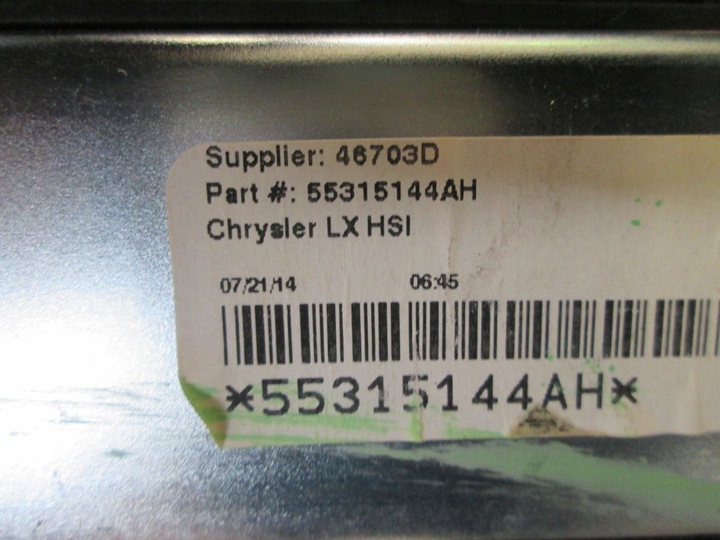 Supplier: 46703D
Part #: 55315144AH
Chrysler LX HSI
07/21/14 06:45
*55315144AH*